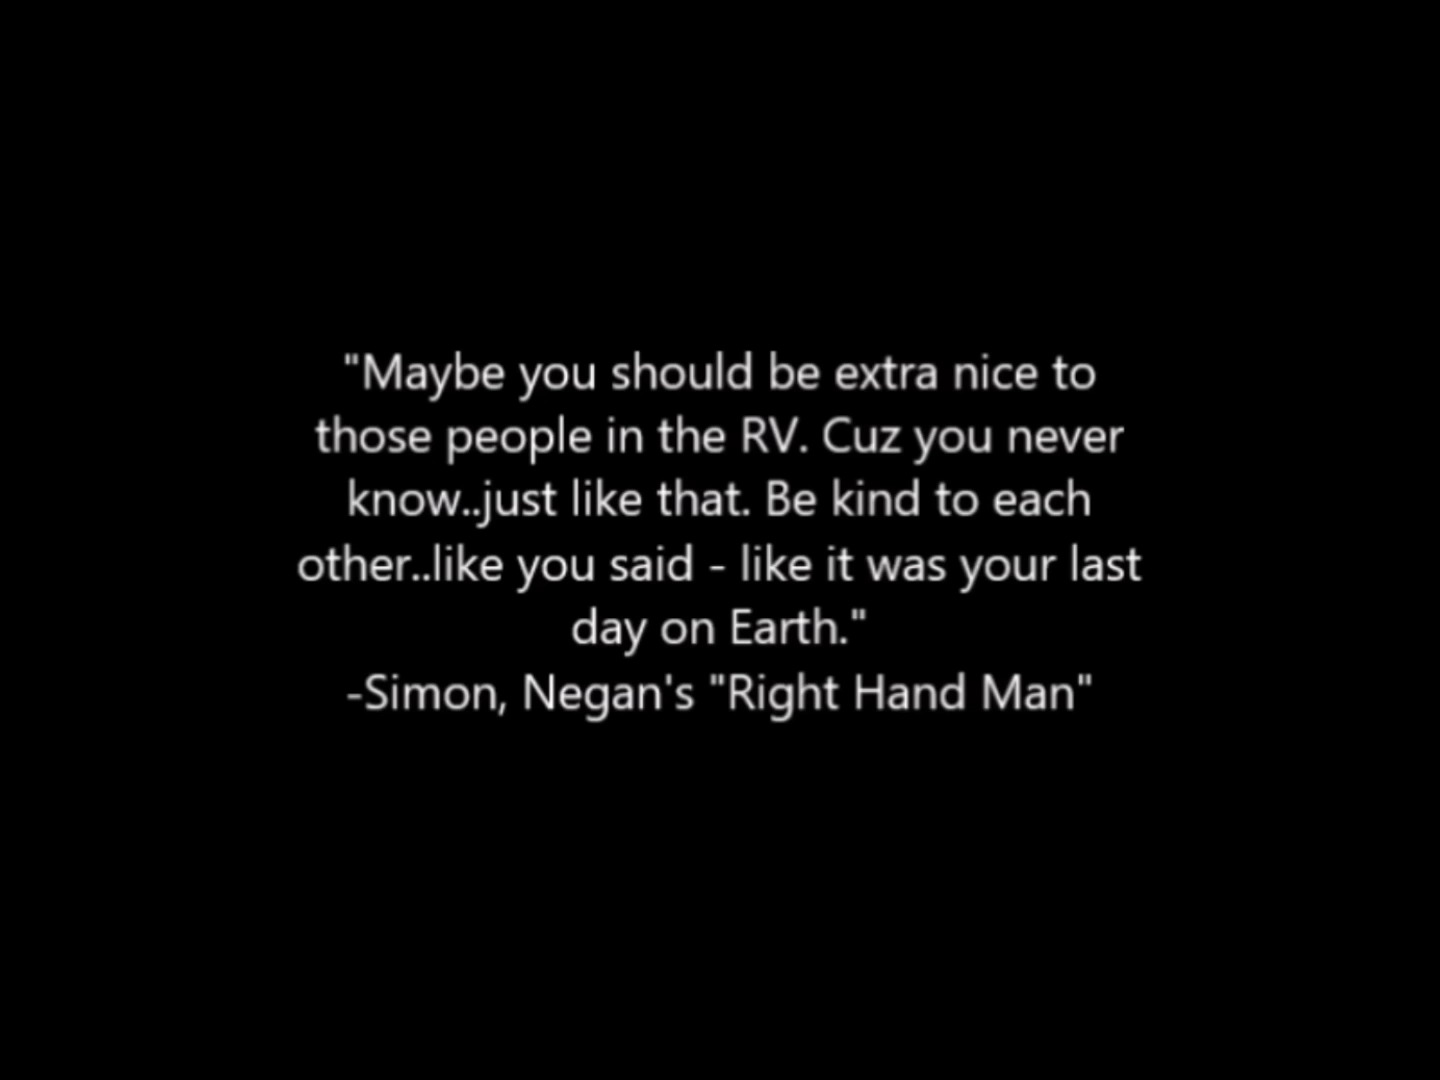 "Maybe you should be extra nice to
those people in the RV. Cuz you never
know..just like that. Be kind to each
other..like you said - like it was your last
day on Earth."
-Simon, Negan's "Right Hand Man"